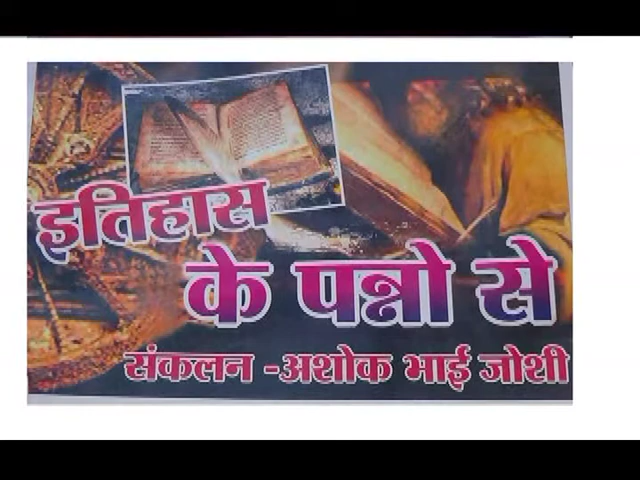 इतिहास
के पन्नो से
संकलन -अशोक भाई जोशी